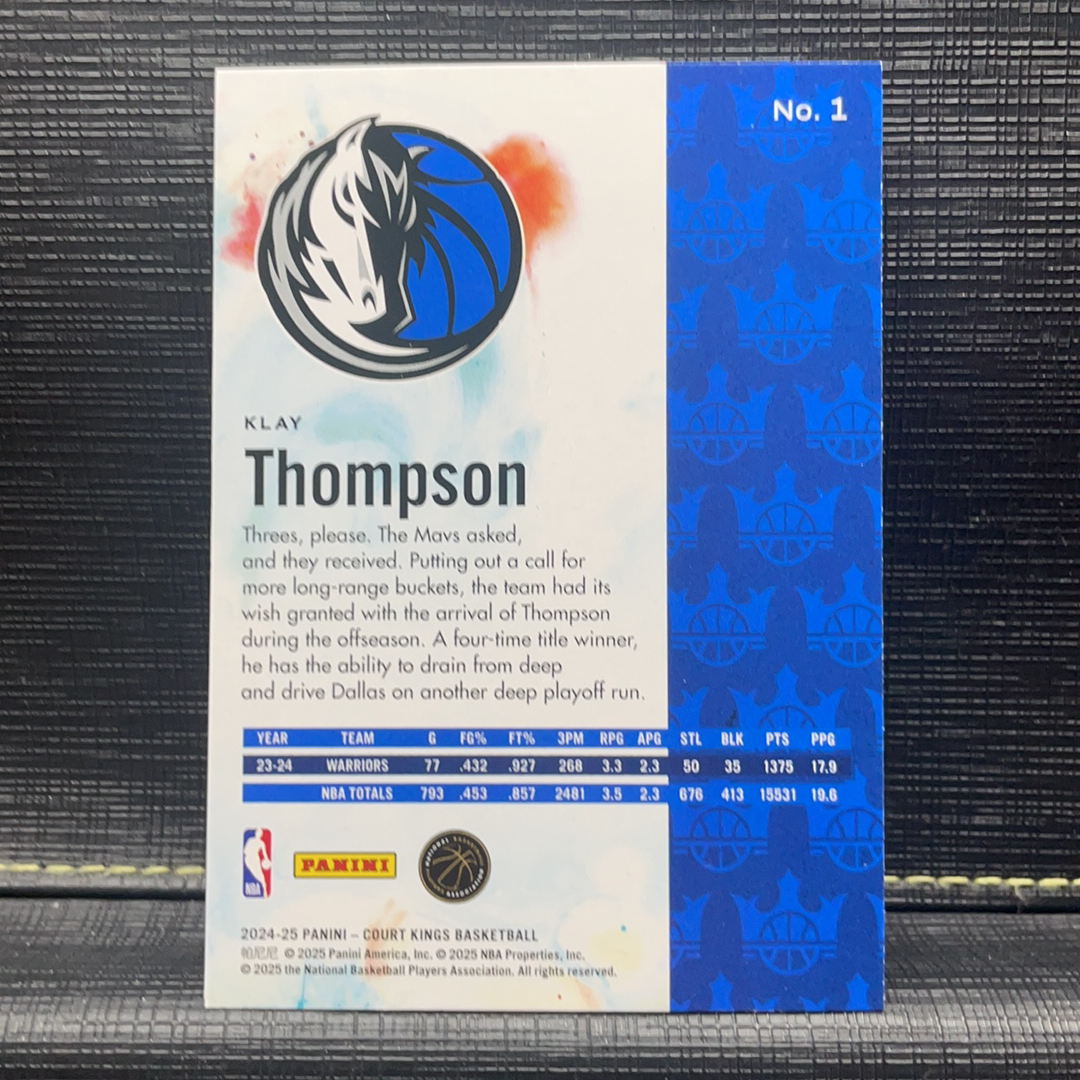 No. 1
KLAY
Thompson
Threes, please. The Mavs asked,
and they received. Putting out a call for
more long-range buckets, the team had its
wish granted with the arrival of Thompson
during the offseason. A four-time title winner,
he has the ability to drain from deep
and drive Dallas on another deep playoff run.
YEAR TEAM G FG% FT% 3PM RPG APG STL BLK PTS PPG
23-24 WARRIORS 77 .432 .927 268 3.3 2.3 50 35 1375 17.9
NBA TOTALS 793 .453 .857 2481 3.5 2.3 676 413 15531 19.6
NBA
PANINI
NATIONAL BASKETBALL PLAYERS ASSOCIATION
2024-25 PANINI – COURT KINGS BASKETBALL
帕尼尼 © 2025 Panini America, Inc. © 2025 NBA Properties, Inc.
© 2025 the National Basketball Players Association. All rights reserved.